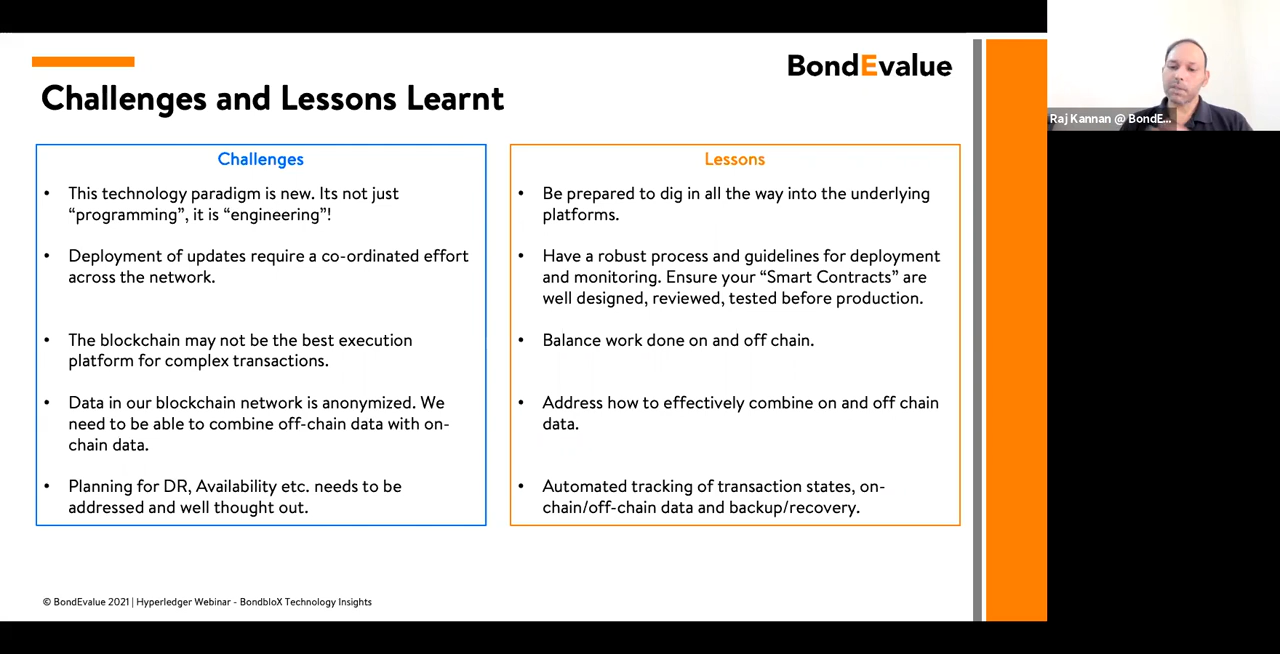 BondEvalue
Challenges and Lessons Learnt
Challenges
• This technology paradigm is new. Its not just
“programming”, it is “engineering”!
• Deployment of updates require a co-ordinated effort
across the network.
• The blockchain may not be the best execution
platform for complex transactions.
• Data in our blockchain network is anonymized. We
need to be able to combine off-chain data with on-
chain data.
• Planning for DR, Availability etc. needs to be
addressed and well thought out.
Lessons
• Be prepared to dig in all the way into the underlying
platforms.
• Have a robust process and guidelines for deployment
and monitoring. Ensure your “Smart Contracts” are
well designed, reviewed, tested before production.
• Balance work done on and off chain.
• Address how to effectively combine on and off chain
data.
• Automated tracking of transaction states, on-
chain/off-chain data and backup/recovery.
© BondEvalue 2021 | Hyperledger Webinar - BondbloX Technology Insights
Raj Kannan @ BondE...